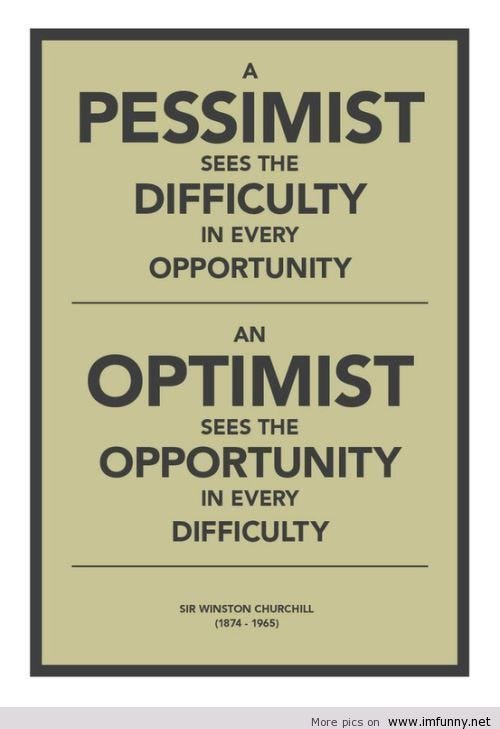 A
PESSIMIST
SEES THE
DIFFICULTY
IN EVERY
OPPORTUNITY
AN
OPTIMIST
SEES THE
OPPORTUNITY
IN EVERY
DIFFICULTY
SIR WINSTON CHURCHILL
(1874 - 1965)
More pics on www.imfunny.net